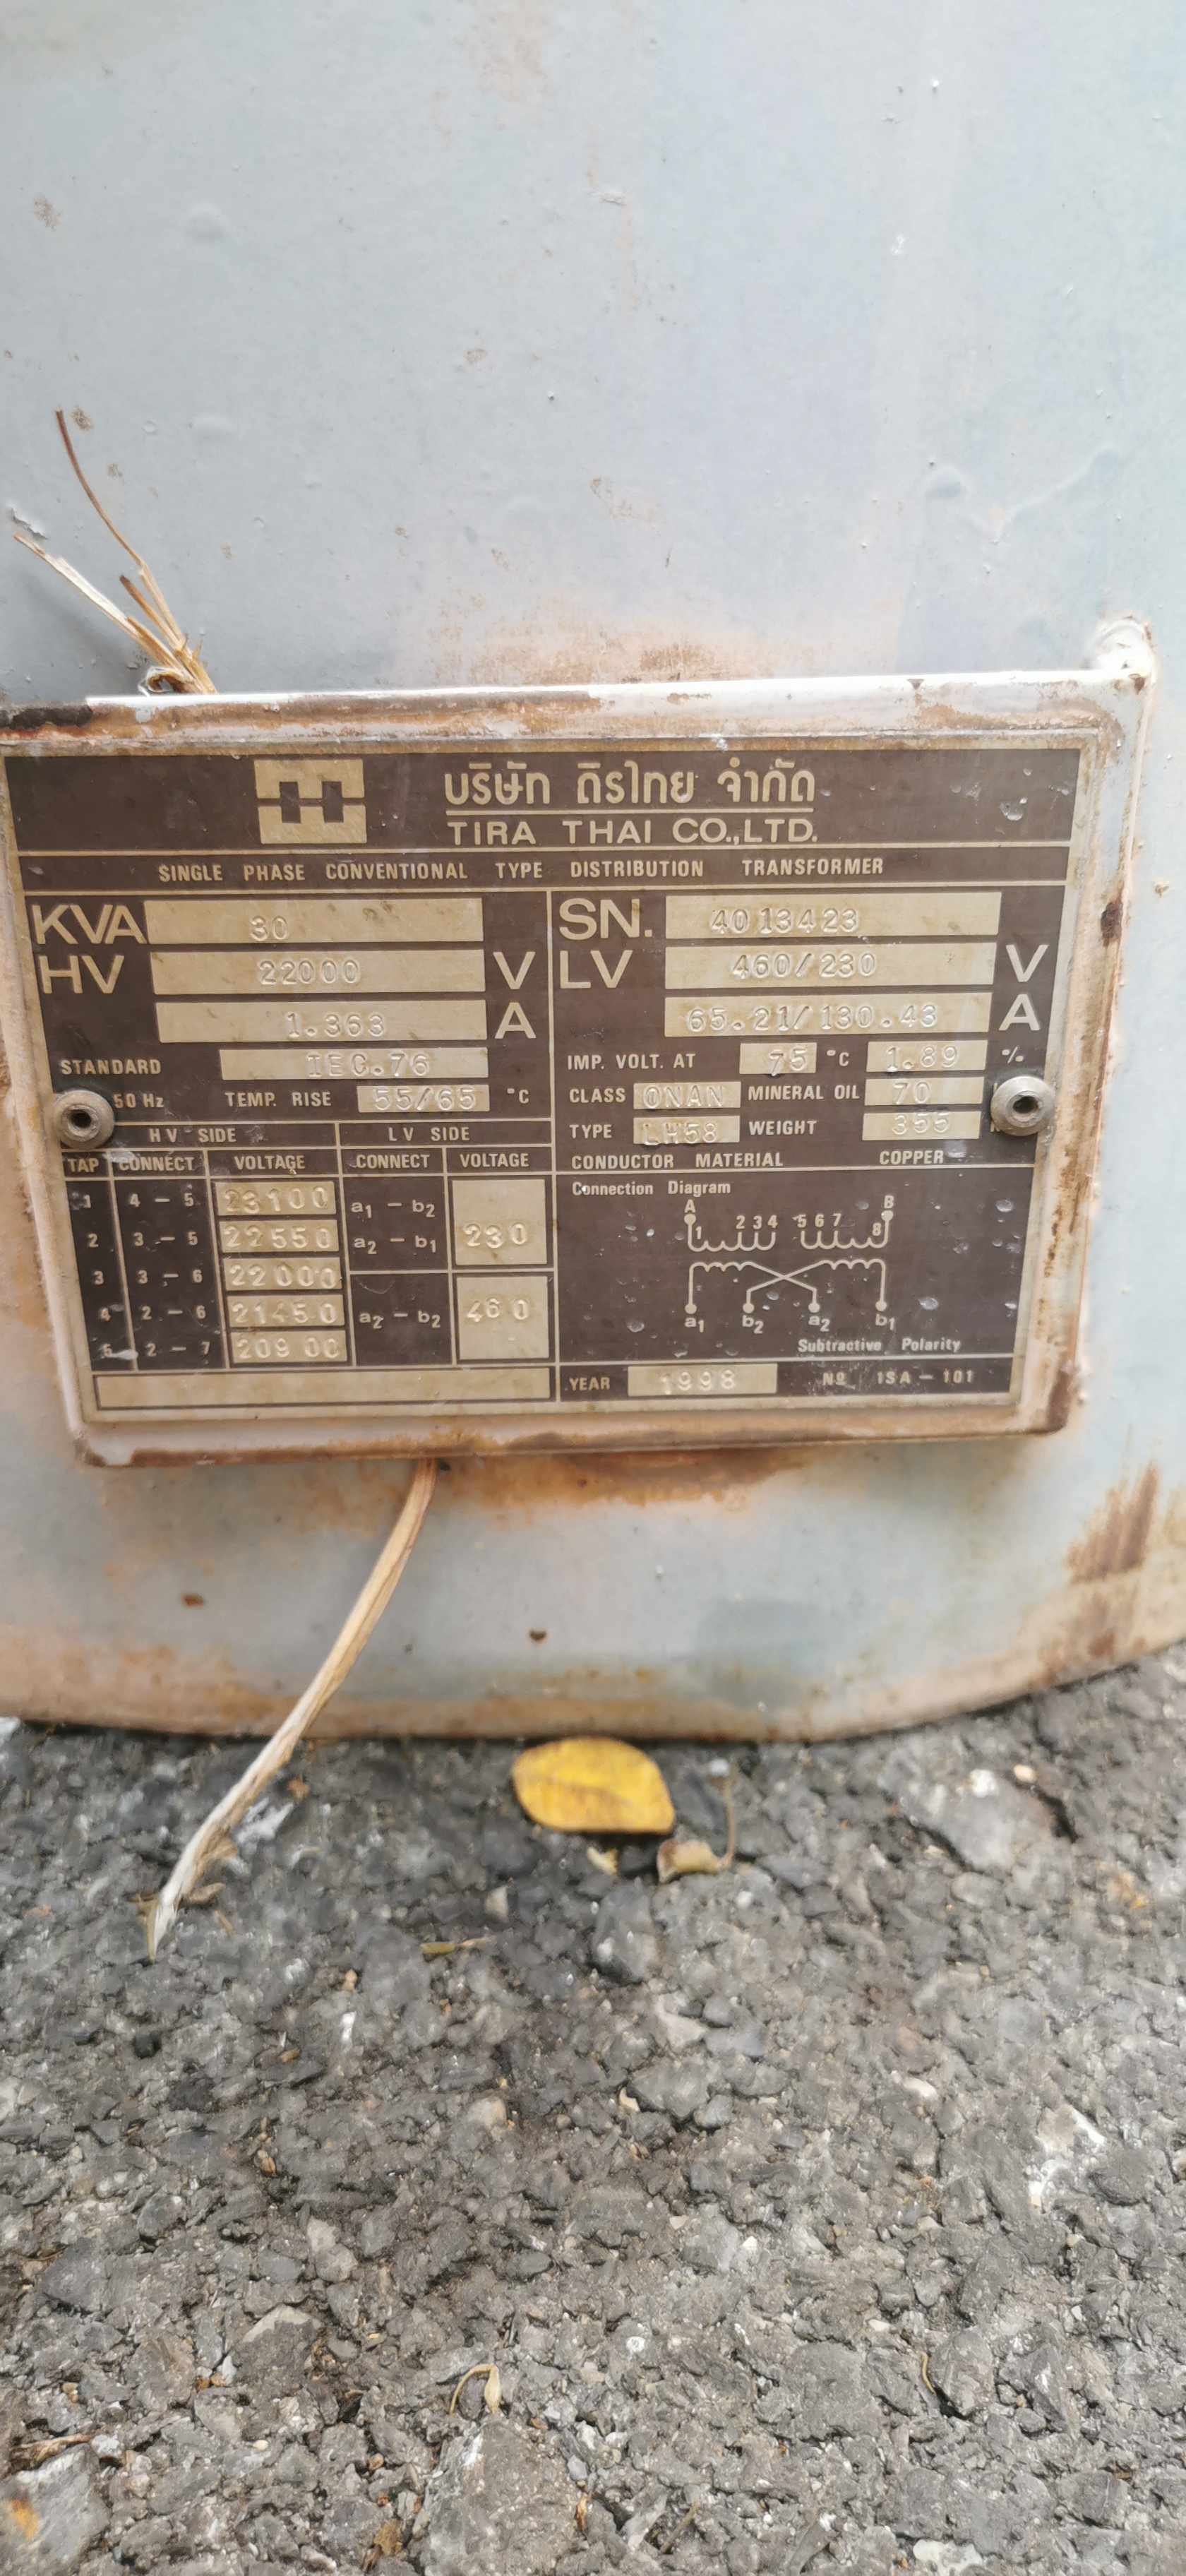 บริษัท ถิรไทย จำกัด
TIRA THAI CO.,LTD.
SINGLE PHASE CONVENTIONAL TYPE DISTRIBUTION TRANSFORMER
KVA 30 SN. 4013423
HV 22000 V LV 460/230 V
1.363 A 65.21/130.43 A
STANDARD IEC.76 IMP. VOLT. AT 75 °C 1.89 %
50 Hz TEMP. RISE 55/65 °C CLASS ONAN MINERAL OIL 70
TYPE LH58 WEIGHT 355
HV SIDE LV SIDE
TAP CONNECT VOLTAGE CONNECT VOLTAGE
CONDUCTOR MATERIAL COPPER
1 4 – 5 23100 a1 – b2
2 3 – 5 22550 a2 – b1 230
3 3 – 6 22000
4 2 – 6 21450 a2 – b2 460
5 2 – 7 20900
Connection Diagram
A B
1 2 3 4 5 6 7 8
a1 b2 a2 b1
Subtractive Polarity
YEAR 1998 Nº ISA – 101